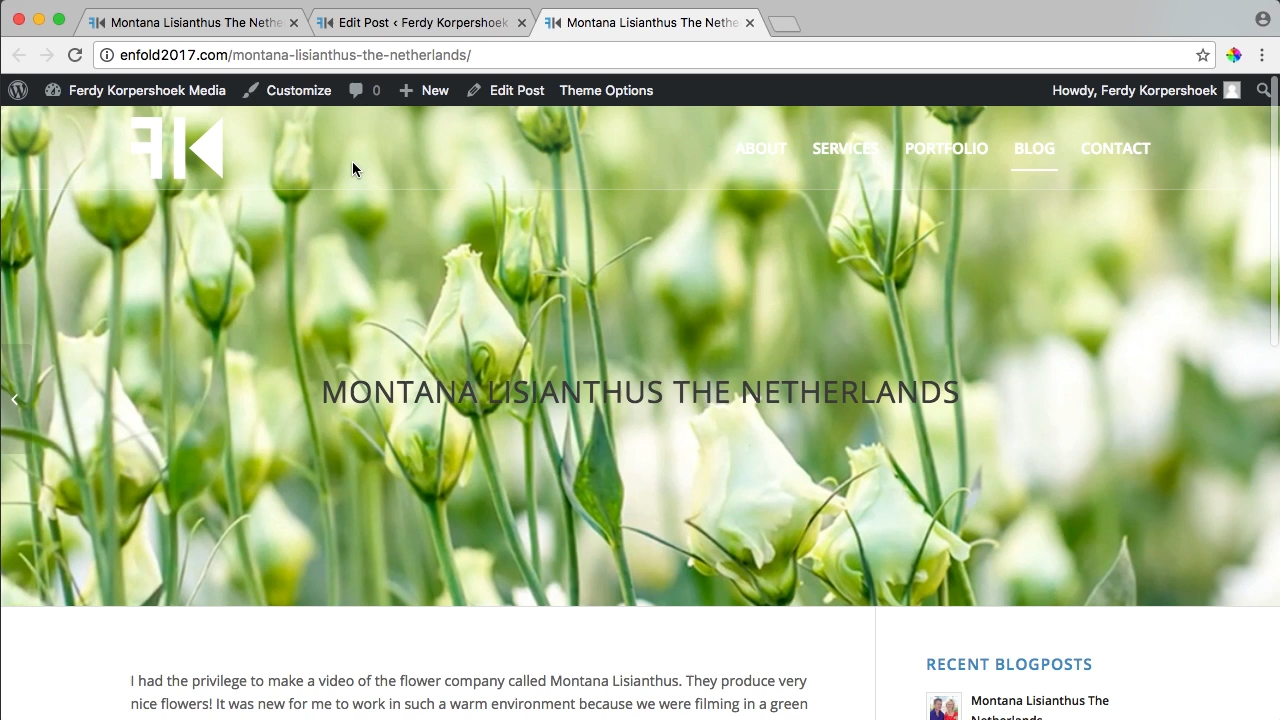 Montana Lisianthus The Nethe
Edit Post ‹ Ferdy Korpershoek
Montana Lisianthus The Nethe
enfold2017.com/montana-lisianthus-the-netherlands/
Ferdy Korpershoek Media Customize 0 New Edit Post Theme Options Howdy, Ferdy Korpershoek
FK
ABOUT SERVICES PORTFOLIO BLOG CONTACT
MONTANA LISIANTHUS THE NETHERLANDS
I had the privilege to make a video of the flower company called Montana Lisianthus. They produce very
nice flowers! It was new for me to work in such a warm environment because we were filming in a green
RECENT BLOGPOSTS
Montana Lisianthus The
Netherlands